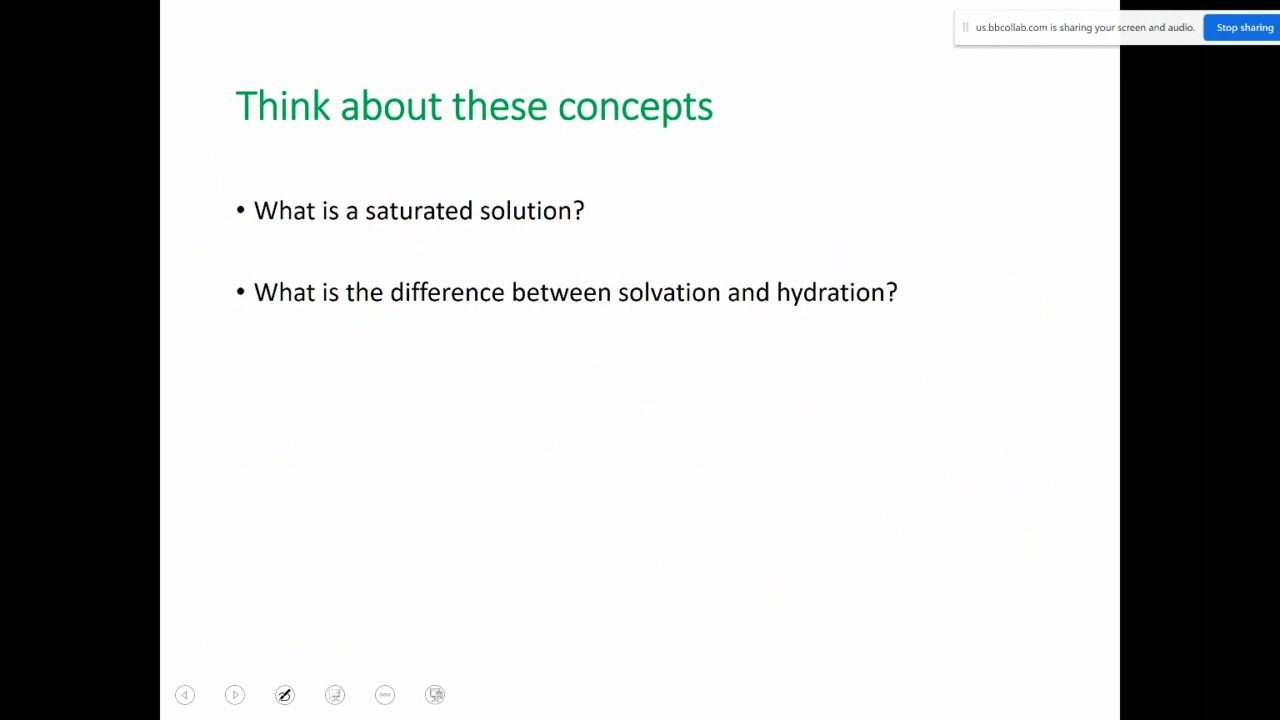 us.bbcollab.com is sharing your screen and audio. Stop sharing
Think about these concepts
• What is a saturated solution?
• What is the difference between solvation and hydration?